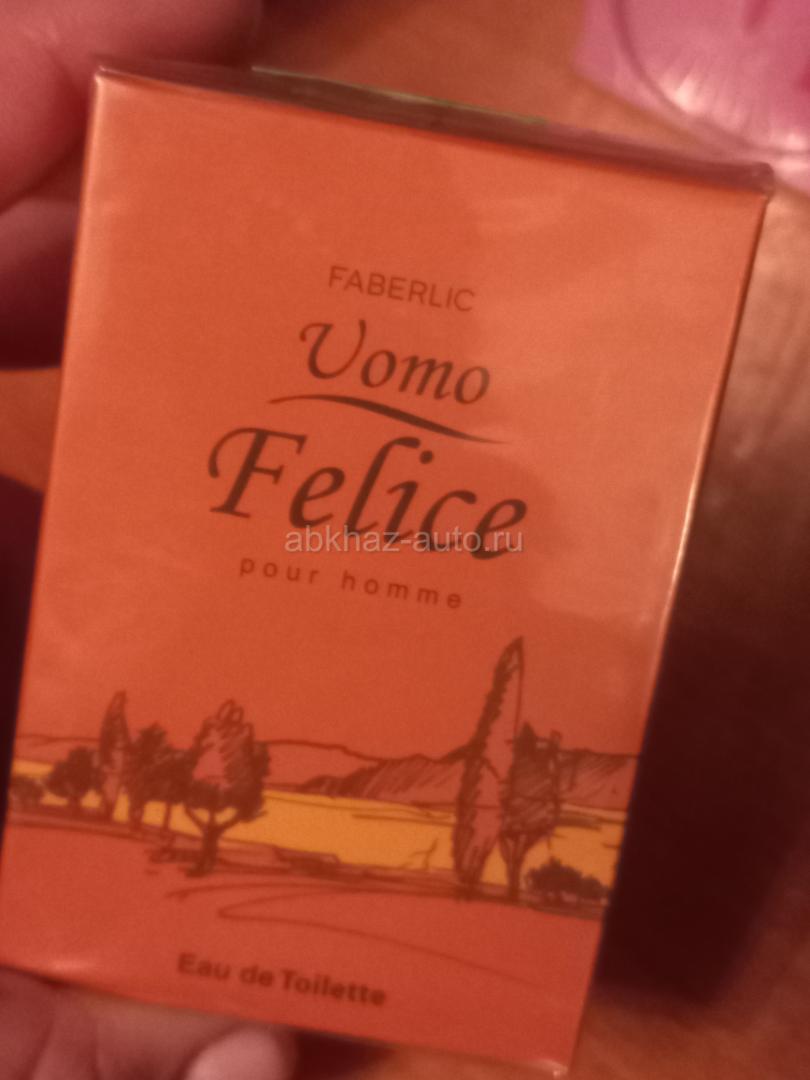 FABERLIC
Uomo
Felice
abkhaz-auto.ru
pour homme
Eau de Toilette